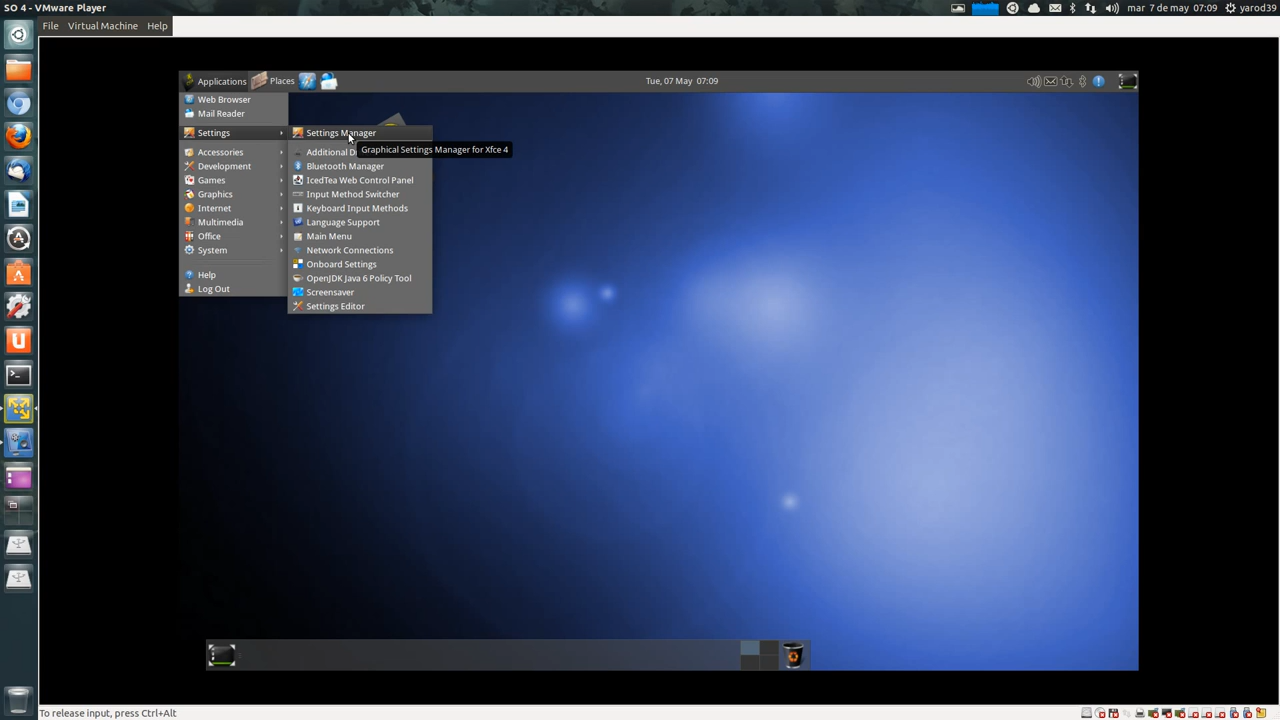 SO 4 - VMware Player
mar 7 de may 07:09 yarod39
File Virtual Machine Help
Applications Places
Tue, 07 May 07:09
Web Browser
Mail Reader
Settings
Accessories
Development
Games
Graphics
Internet
Multimedia
Office
System
Help
Log Out
Settings Manager
Graphical Settings Manager for Xfce 4
Additional D
Bluetooth Manager
IcedTea Web Control Panel
Input Method Switcher
Keyboard Input Methods
Language Support
Main Menu
Network Connections
Onboard Settings
OpenJDK Java 6 Policy Tool
Screensaver
Settings Editor
To release input, press Ctrl+Alt